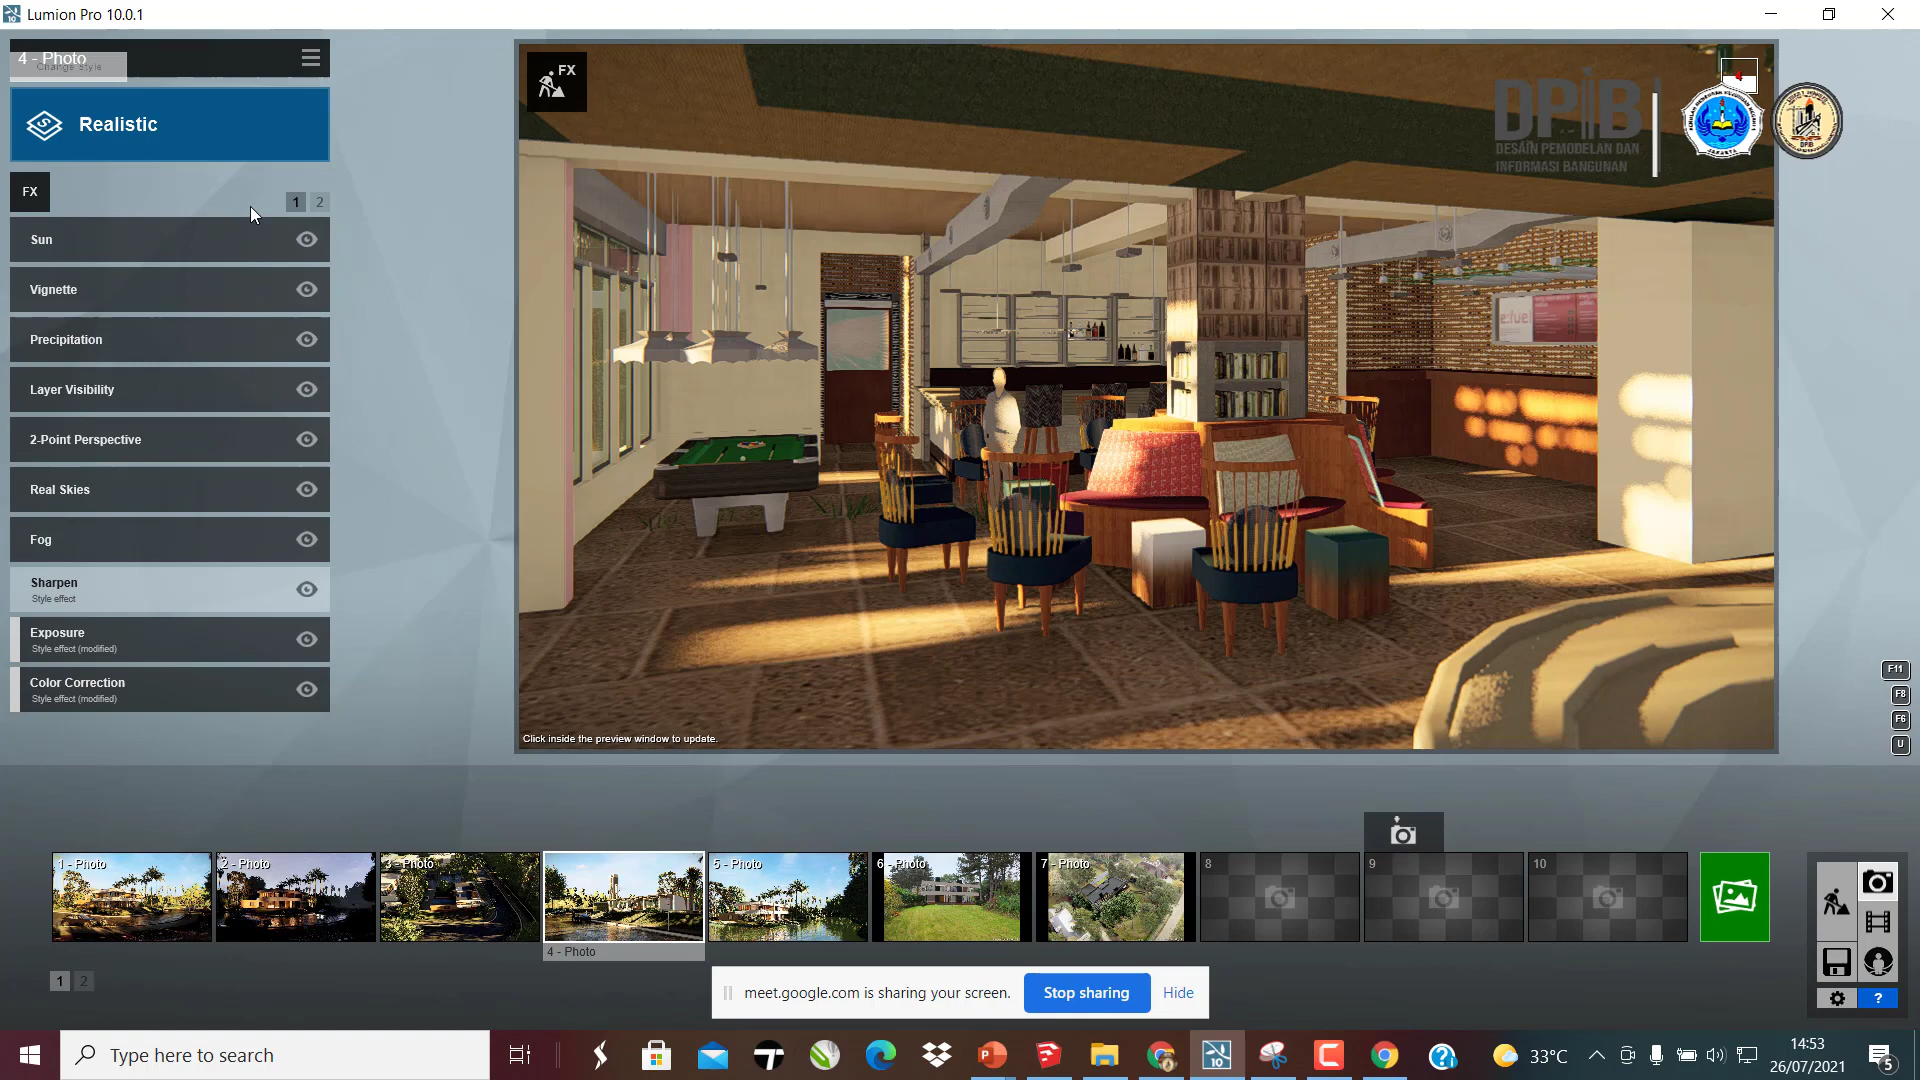 Lumion Pro 10.0.1
4 - Photo
Change Style
Realistic
FX
1 2
Sun
Vignette
Precipitation
Layer Visibility
2-Point Perspective
Real Skies
Fog
Sharpen
Style effect
Exposure
Style effect (modified)
Color Correction
Style effect (modified)
FX
DPIB
DESAIN PEMODELAN DAN
INFORMASI BANGUNAN
e:fuel
Click inside the preview window to update.
F11
F8
F6
U
1 - Photo
2 - Photo
3 - Photo
5 - Photo
6 - Photo
7 - Photo
8
9
10
4 - Photo
1 2
meet.google.com is sharing your screen.
Stop sharing
Hide
?
Type here to search
33°C
14:53
26/07/2021
5